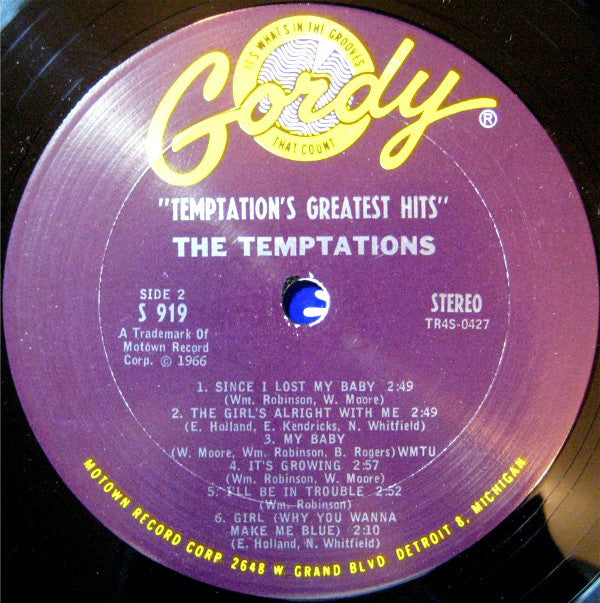 IT'S WHAT'S IN THE GROOVES
Gordy®
THAT COUNT
"TEMPTATION'S GREATEST HITS"
THE TEMPTATIONS
SIDE 2
S 919
A Trademark Of
Motown Record
Corp. © 1966
STEREO
TR4S-0427
1. SINCE I LOST MY BABY 2:49
(Wm. Robinson, W. Moore)
2. THE GIRL'S ALRIGHT WITH ME 2:49
(E. Holland, E. Kendricks, N. Whitfield)
3. MY BABY
(W. Moore, Wm. Robinson, B. Rogers) WMTU
4. IT'S GROWING 2:57
(Wm. Robinson, W. Moore)
5. I'LL BE IN TROUBLE 2:52
(Wm. Robinson)
6. GIRL (WHY YOU WANNA
MAKE ME BLUE) 2:10
(E. Holland, N. Whitfield)
MOTOWN RECORD CORP. 2648 W. GRAND BLVD. DETROIT 8, MICHIGAN